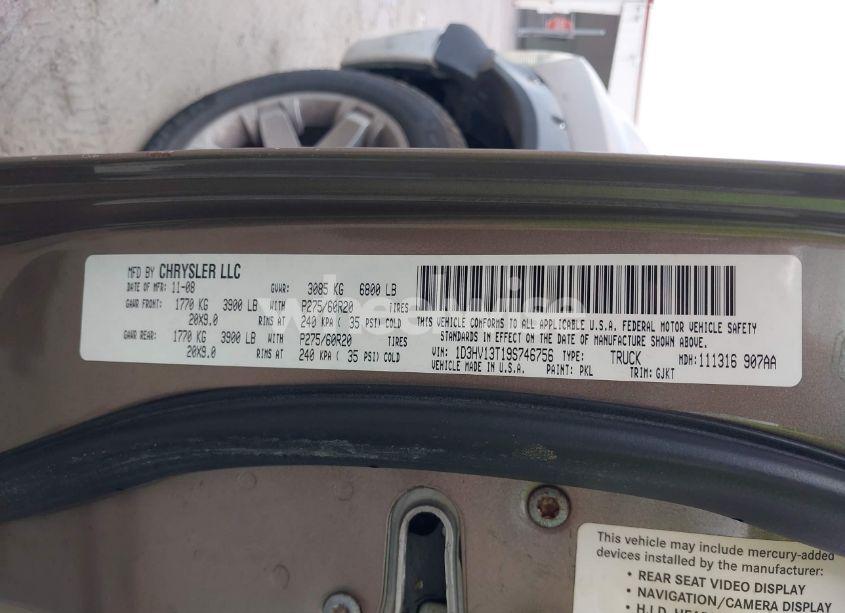 MFD BY CHRYSLER LLC
DATE OF MFR: 11-08 GVWR: 3085 KG 6800 LB
GAWR FRONT: 1770 KG 3900 LB WITH P275/60R20 TIRES
20X9.0 RIMS AT 240 KPA ( 35 PSI) COLD
GAWR REAR: 1770 KG 3900 LB WITH P275/60R20 TIRES
20X9.0 RIMS AT 240 KPA ( 35 PSI) COLD
THIS VEHICLE CONFORMS TO ALL APPLICABLE U.S.A. FEDERAL MOTOR VEHICLE SAFETY
STANDARDS IN EFFECT ON THE DATE OF MANUFACTURE SHOWN ABOVE.
VIN: 1D3HV13T19S746756 TYPE: TRUCK MDH: 111316 907AA
VEHICLE MADE IN U.S.A. PAINT: PKL TRIM: GJKT
wheelwise
This vehicle may include mercury-added
devices installed by the manufacturer:
• REAR SEAT VIDEO DISPLAY
• NAVIGATION/CAMERA DISPLAY
• H.I.D.